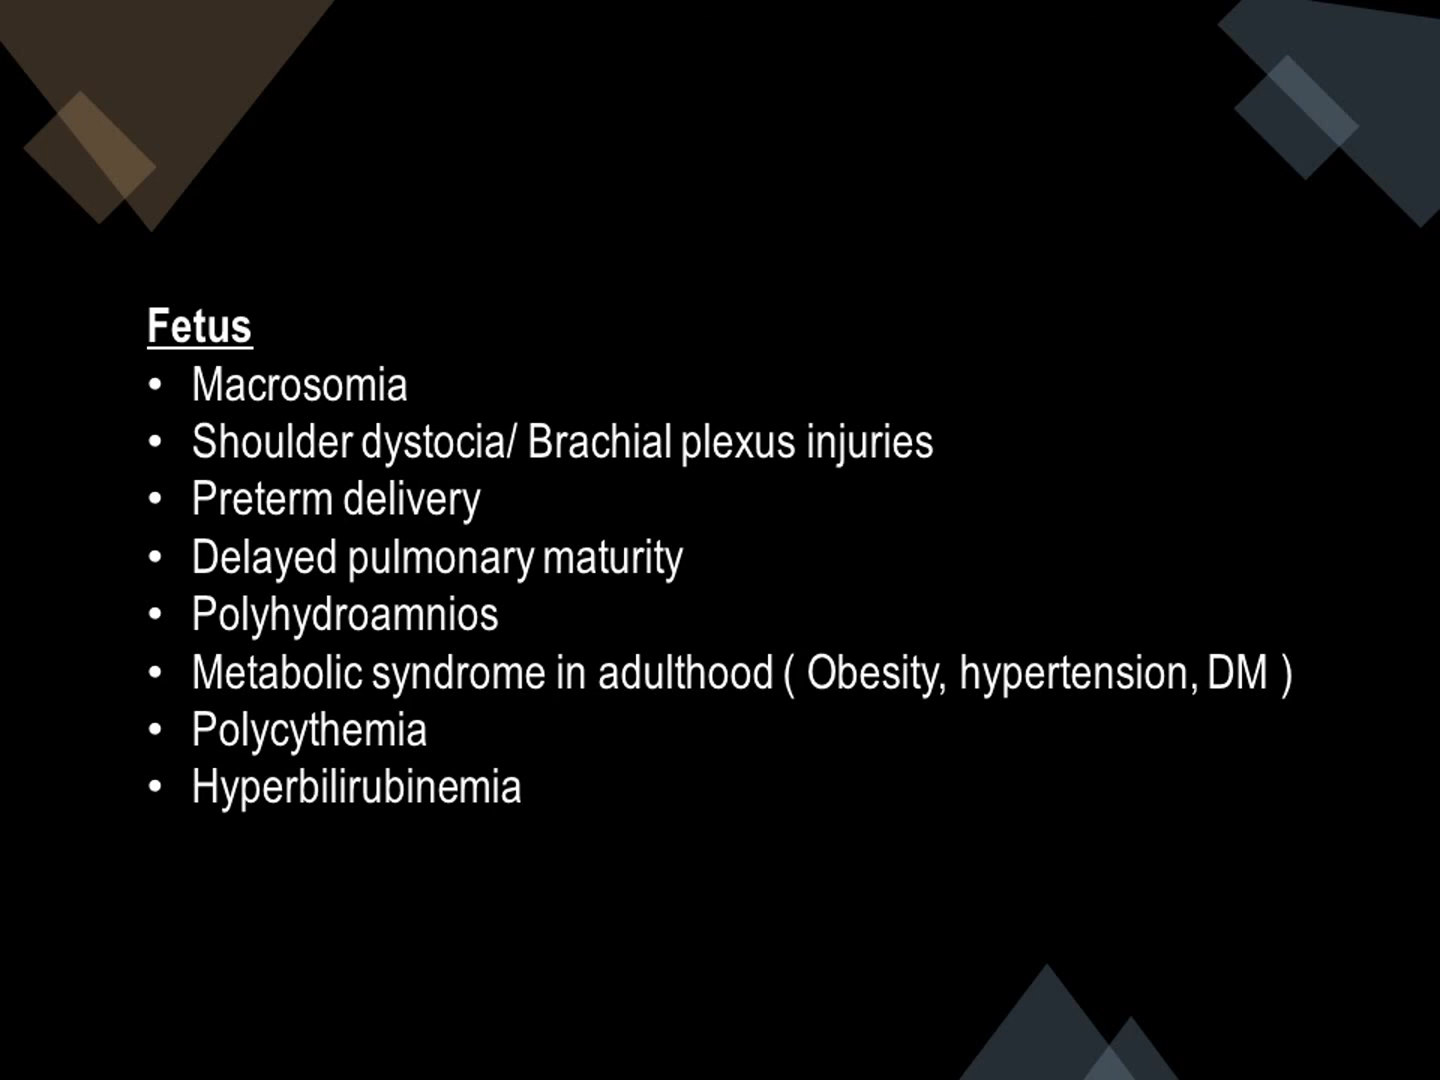 Fetus
• Macrosomia
• Shoulder dystocia/ Brachial plexus injuries
• Preterm delivery
• Delayed pulmonary maturity
• Polyhydroamnios
• Metabolic syndrome in adulthood ( Obesity, hypertension, DM )
• Polycythemia
• Hyperbilirubinemia